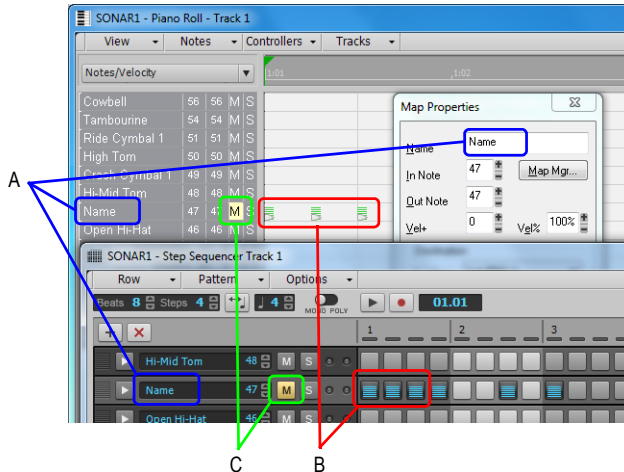 SONAR1 - Piano Roll - Track 1
View Notes Controllers Tracks
Notes/Velocity 1:01 1:02
Cowbell 56 56 M S
Tambourine 54 54 M S
Ride Cymbal 1 51 51 M S
High Tom 50 50 M S
Crash Cymbal 1 49 49 M S
Hi-Mid Tom 48 48 M S
Name 47 47 M S
Open Hi-Hat 46 46 M S
Map Properties
Name Name
In Note 47 Map Mgr...
Out Note 47
Vel+ 0 Vel% 100%
Destination
A
SONAR1 - Step Sequencer Track 1
Row Pattern Options
Beats 8 Steps 4 4 MONO POLY 01.01
1 2 3
Hi-Mid Tom 48 M S
Name 47 M S
Open Hi-Hat 46 M S
C B